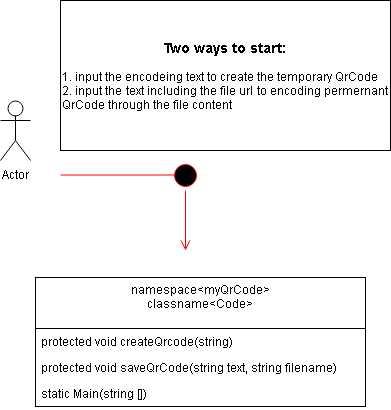 Two ways to start:
1. input the encodeing text to create the temporary QrCode
2. input the text including the file url to encoding permernant
QrCode through the file content
Actor
namespace<myQrCode>
classname<Code>
protected void createQrcode(string)
protected void saveQrCode(string text, string filename)
static Main(string [])